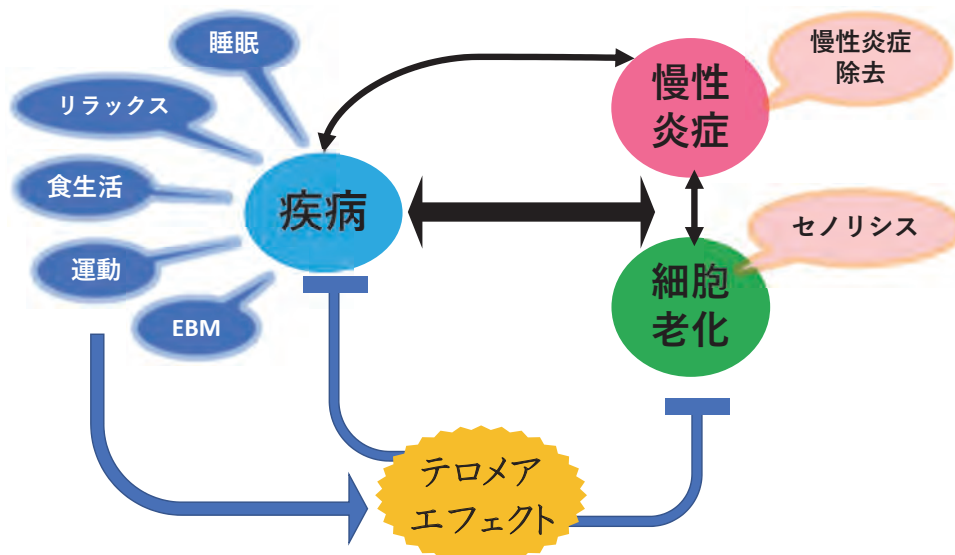 睡眠
リラックス
食生活
運動
EBM
疾病
慢性
炎症
慢性炎症
除去
セノリシス
細胞
老化
テロメア
エフェクト